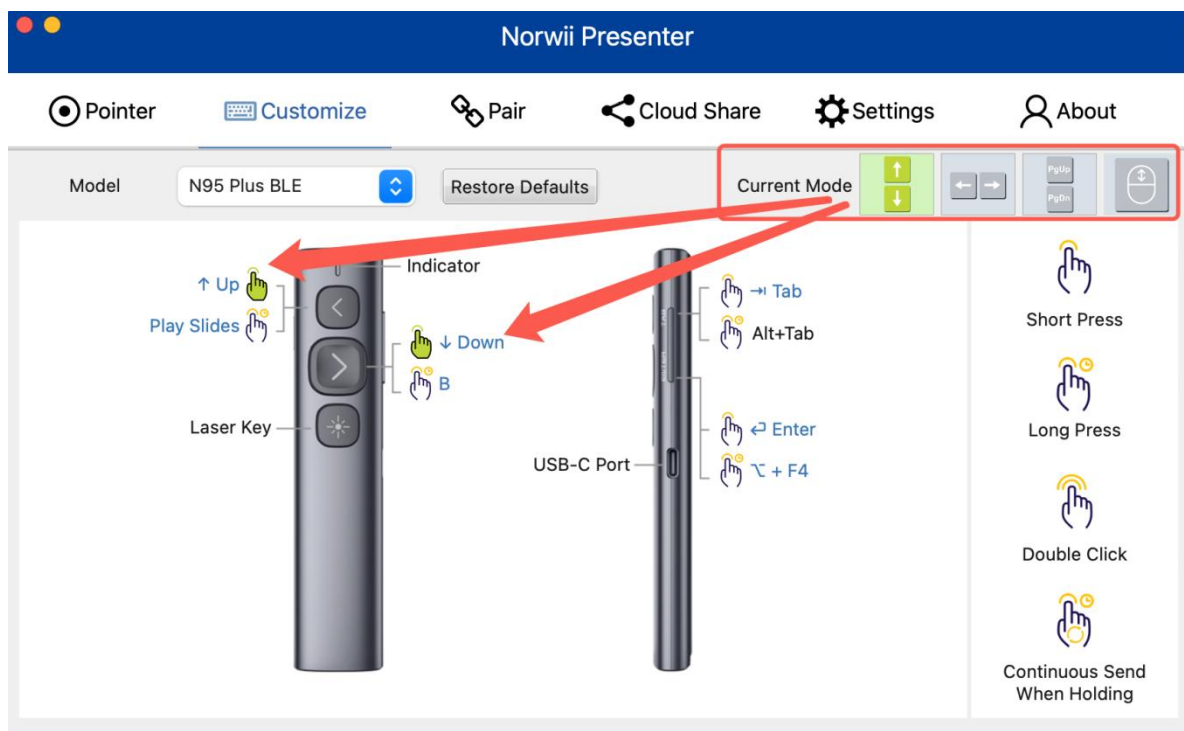 Norwii Presenter
Pointer
Customize
Pair
Cloud Share
Settings
About
Model
N95 Plus BLE
Restore Defaults
Current Mode
PgUp
PgDn
Indicator
↑ Up
Play Slides
↓ Down
B
Laser Key
⇥ Tab
Alt+Tab
↩ Enter
⌥ + F4
USB-C Port
Short Press
Long Press
Double Click
Continuous Send
When Holding